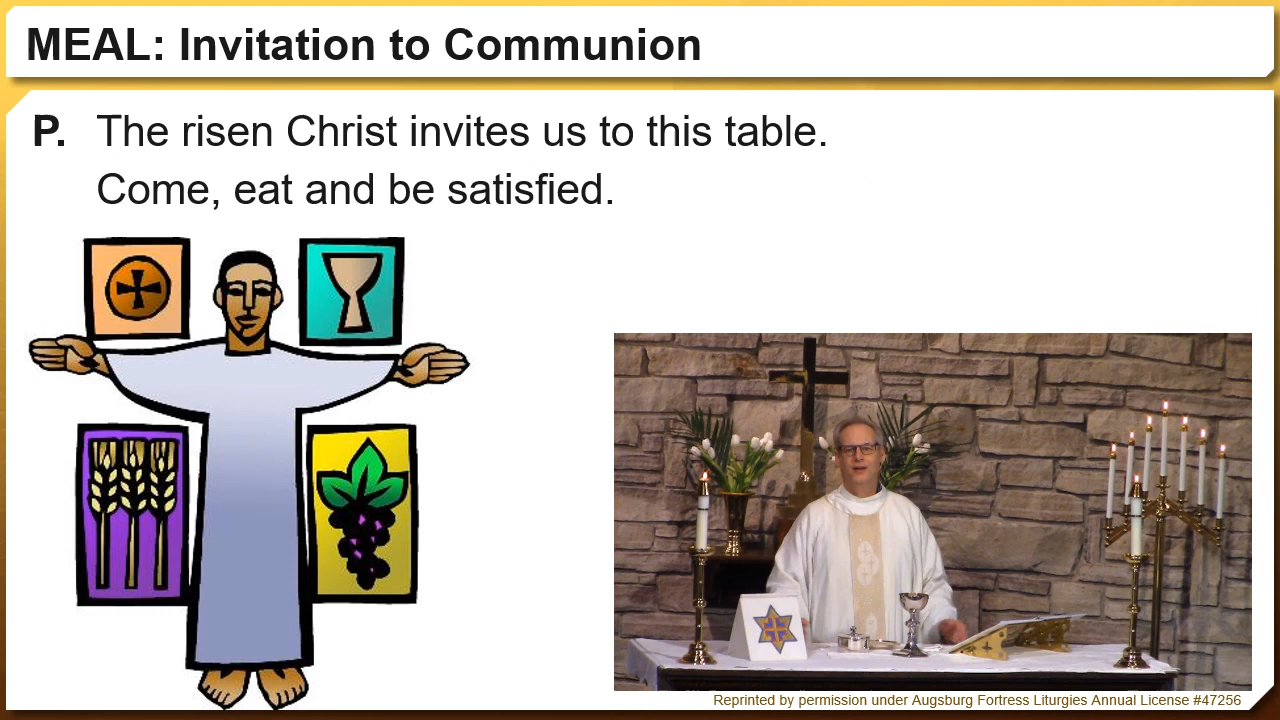 MEAL: Invitation to Communion
P. The risen Christ invites us to this table.
Come, eat and be satisfied.
Reprinted by permission under Augsburg Fortress Liturgies Annual License #47256